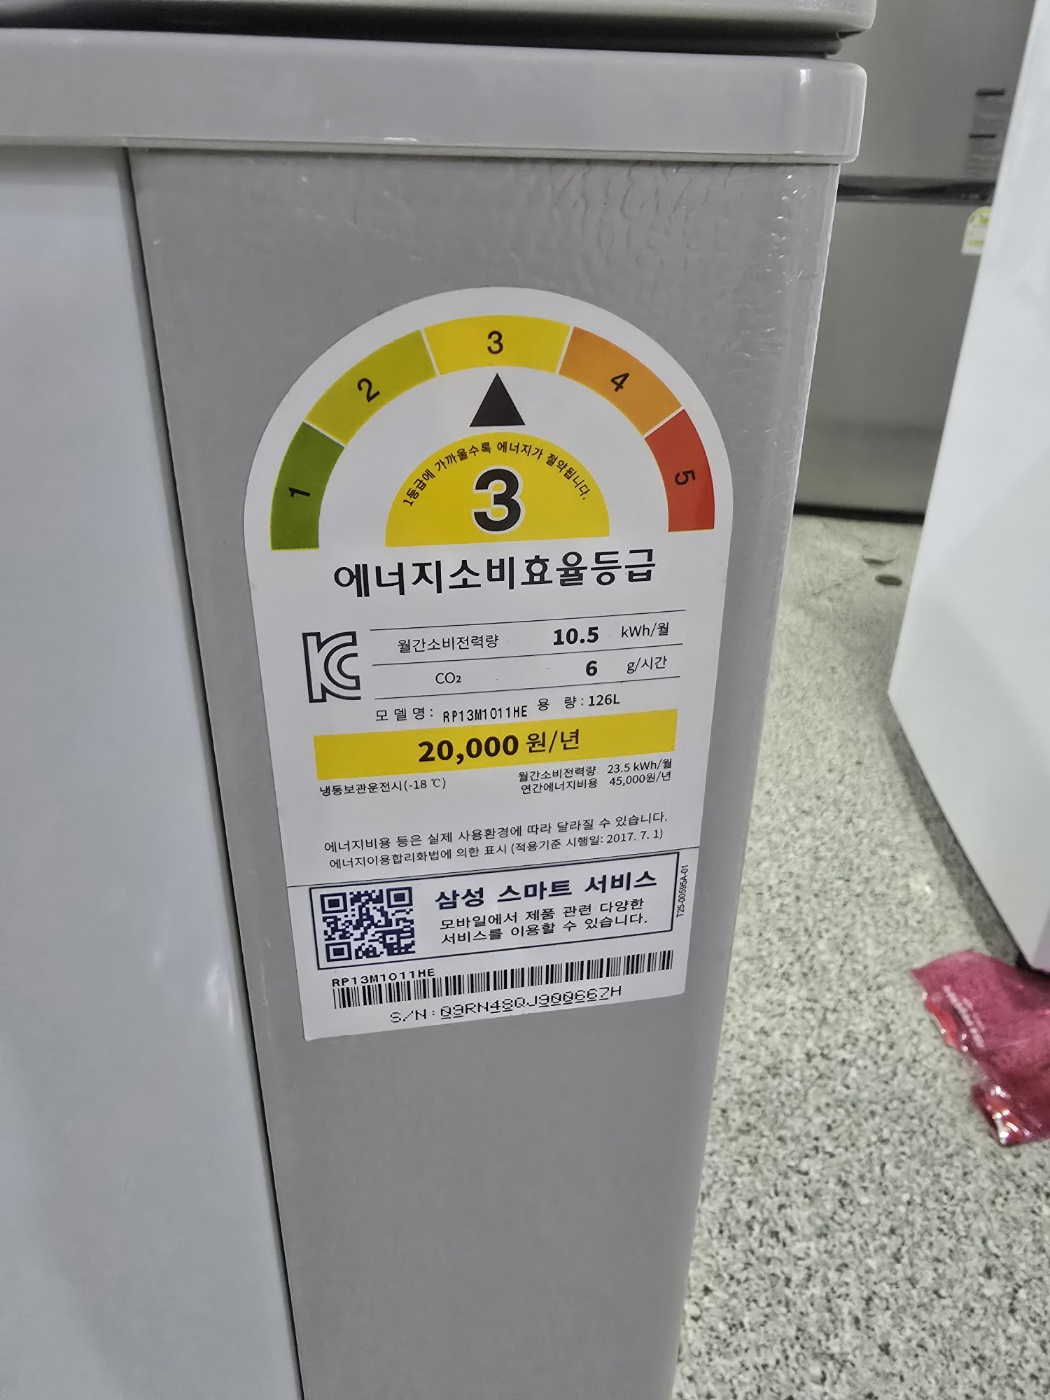 1
2
3
4
5
1등급에 가까울수록 에너지가 절약됩니다.
3
에너지소비효율등급
월간소비전력량 10.5 kWh/월
CO₂ 6 g/시간
모 델 명 : RP13M1011HE 용 량 : 126L
20,000 원/년
냉동보관운전시(-18 ℃) 월간소비전력량 23.5 kWh/월
연간에너지비용 45,000원/년
에너지비용 등은 실제 사용환경에 따라 달라질 수 있습니다.
에너지이용합리화법에 의한 표시 (적용기준 시행일: 2017. 7. 1)
삼성 스마트 서비스
모바일에서 제품 관련 다양한
서비스를 이용할 수 있습니다.
RP13M1011HE
S/N : 09RN48QJ900667H